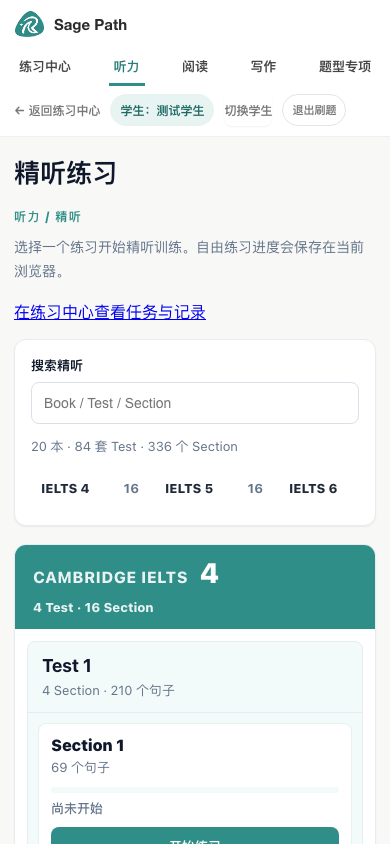 Sage Path
练习中心 听力 阅读 写作 题型专项
← 返回练习中心 学生：测试学生 切换学生 退出刷题
精听练习
听力 / 精听
选择一个练习开始精听训练。自由练习进度会保存在当前
浏览器。
在练习中心查看任务与记录
搜索精听
Book / Test / Section
20 本 · 84 套 Test · 336 个 Section
IELTS 4 16 IELTS 5 16 IELTS 6
CAMBRIDGE IELTS 4
4 Test · 16 Section
Test 1
4 Section · 210 个句子
Section 1
69 个句子
尚未开始
开始练习